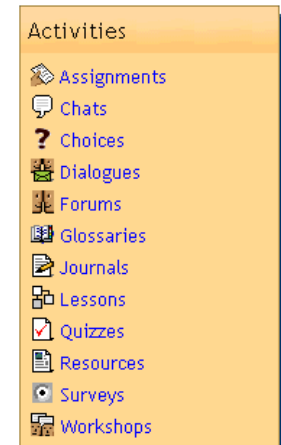 Activities
Assignments
Chats
Choices
Dialogues
Forums
Glossaries
Journals
Lessons
Quizzes
Resources
Surveys
Workshops